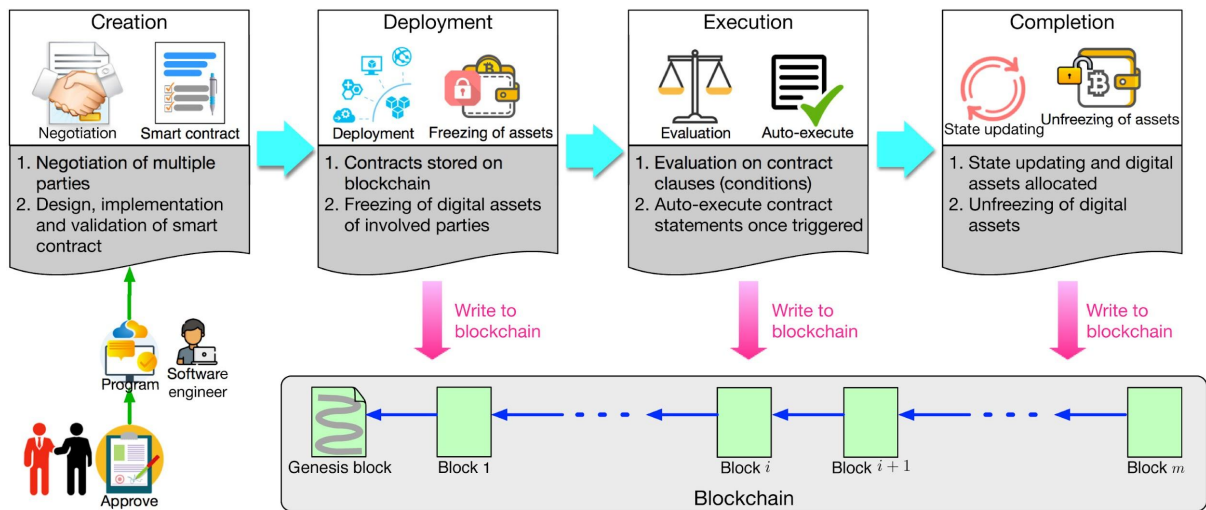 Creation
Negotiation
Smart contract
1. Negotiation of multiple
parties
2. Design, implementation
and validation of smart
contract
Deployment
Deployment
Freezing of assets
1. Contracts stored on
blockchain
2. Freezing of digital assets
of involved parties
Execution
Evaluation
Auto-execute
1. Evaluation on contract
clauses (conditions)
2. Auto-execute contract
statements once triggered
Completion
State updating
Unfreezing of assets
1. State updating and digital
assets allocated
2. Unfreezing of digital
assets
Program
Software
engineer
Approve
Write to
blockchain
Write to
blockchain
Write to
blockchain
Genesis block
Block 1
Block i
Block i + 1
Block m
Blockchain